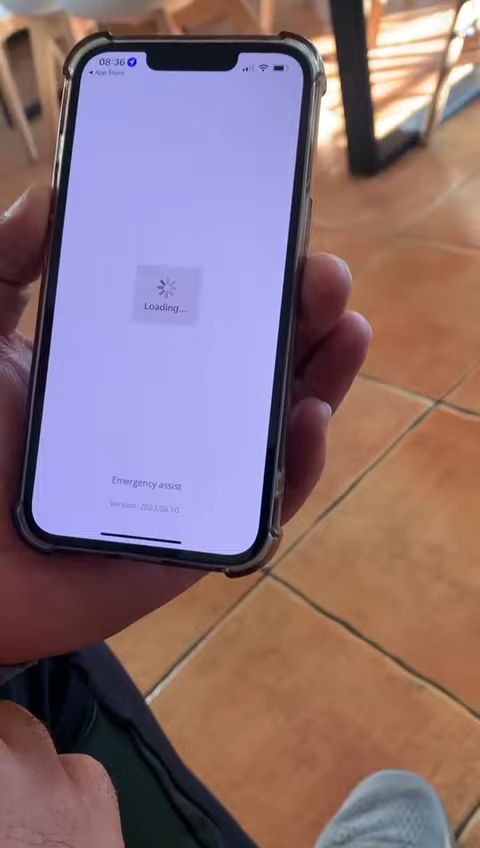 08:36
App Store
Loading...
Emergency assist
Version: 2023.08.10